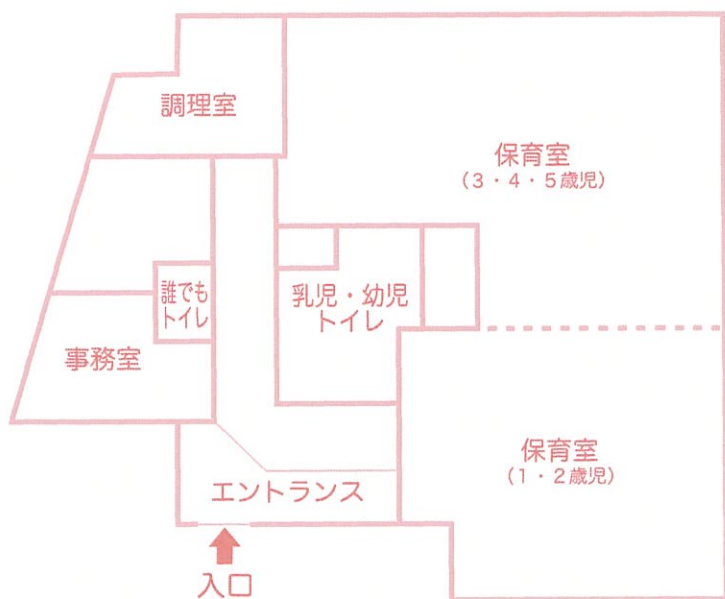 調理室
保育室
（3・4・5歳児）
誰でも
トイレ
乳児・幼児
トイレ
事務室
保育室
（1・2歳児）
エントランス
入口